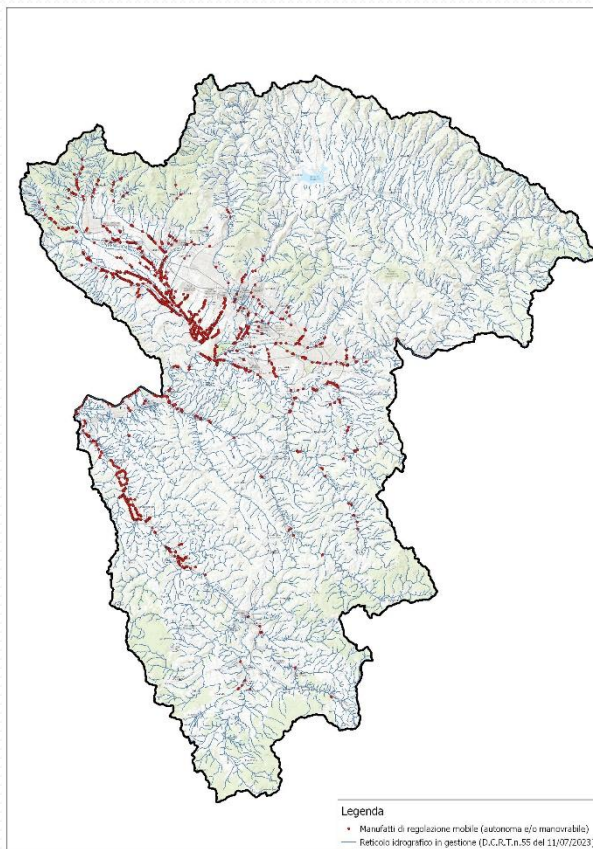 Legenda
Manufatti di regolazione mobile (autonoma e/o manovrabile)
Reticolo idrografico in gestione (D.C.R.T.n.55 del 11/07/2023)